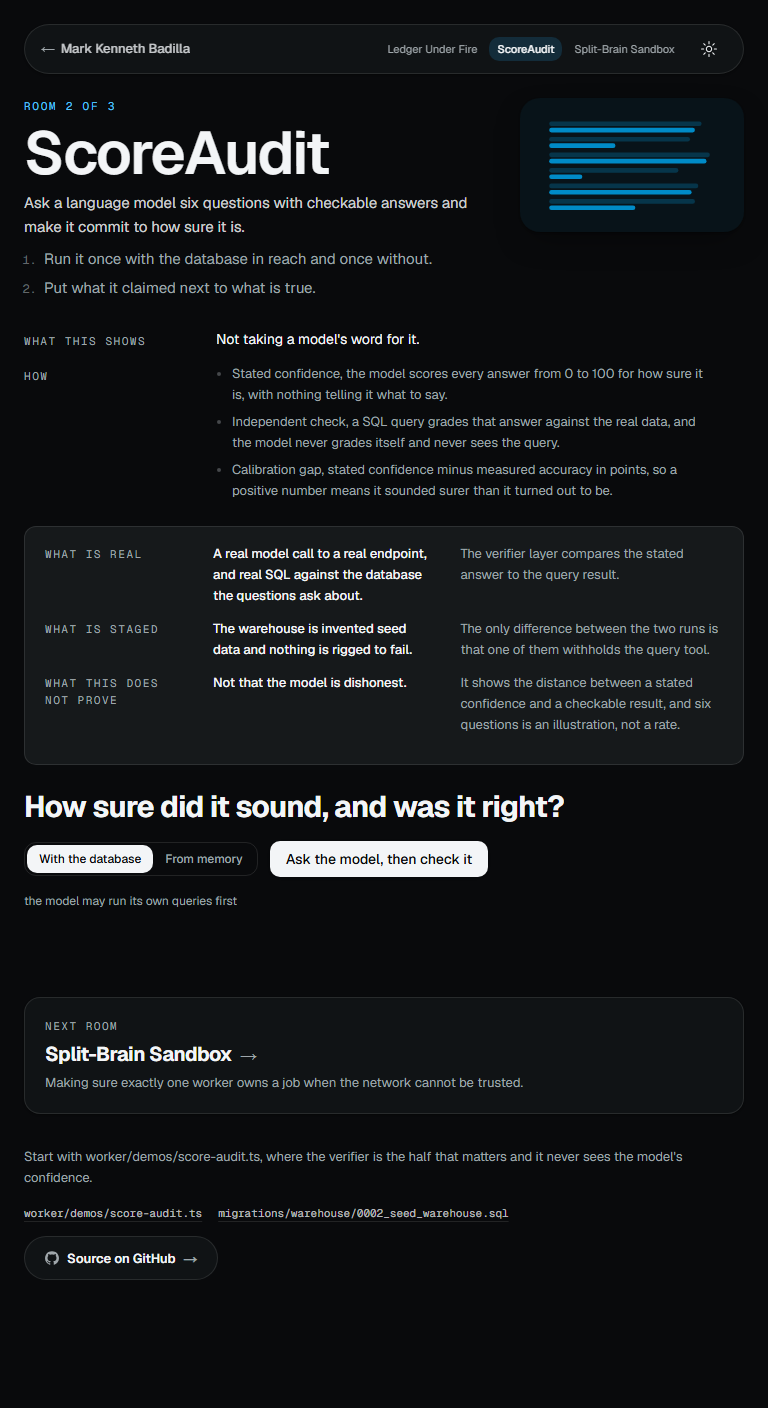 ← Mark Kenneth Badilla
Ledger Under Fire
ScoreAudit
Split-Brain Sandbox
ROOM 2 OF 3
ScoreAudit
Ask a language model six questions with checkable answers and
make it commit to how sure it is.
1. Run it once with the database in reach and once without.
2. Put what it claimed next to what is true.
WHAT THIS SHOWS
Not taking a model's word for it.
HOW
• Stated confidence, the model scores every answer from 0 to 100 for how sure it
is, with nothing telling it what to say.
• Independent check, a SQL query grades that answer against the real data, and
the model never grades itself and never sees the query.
• Calibration gap, stated confidence minus measured accuracy in points, so a
positive number means it sounded surer than it turned out to be.
WHAT IS REAL
A real model call to a real endpoint,
and real SQL against the database
the questions ask about.
The verifier layer compares the stated
answer to the query result.
WHAT IS STAGED
The warehouse is invented seed
data and nothing is rigged to fail.
The only difference between the two runs is
that one of them withholds the query tool.
WHAT THIS DOES
NOT PROVE
Not that the model is dishonest.
It shows the distance between a stated
confidence and a checkable result, and six
questions is an illustration, not a rate.
How sure did it sound, and was it right?
With the database
From memory
Ask the model, then check it
the model may run its own queries first
NEXT ROOM
Split-Brain Sandbox →
Making sure exactly one worker owns a job when the network cannot be trusted.
Start with worker/demos/score-audit.ts, where the verifier is the half that matters and it never sees the model's
confidence.
worker/demos/score-audit.ts
migrations/warehouse/0002_seed_warehouse.sql
Source on GitHub →